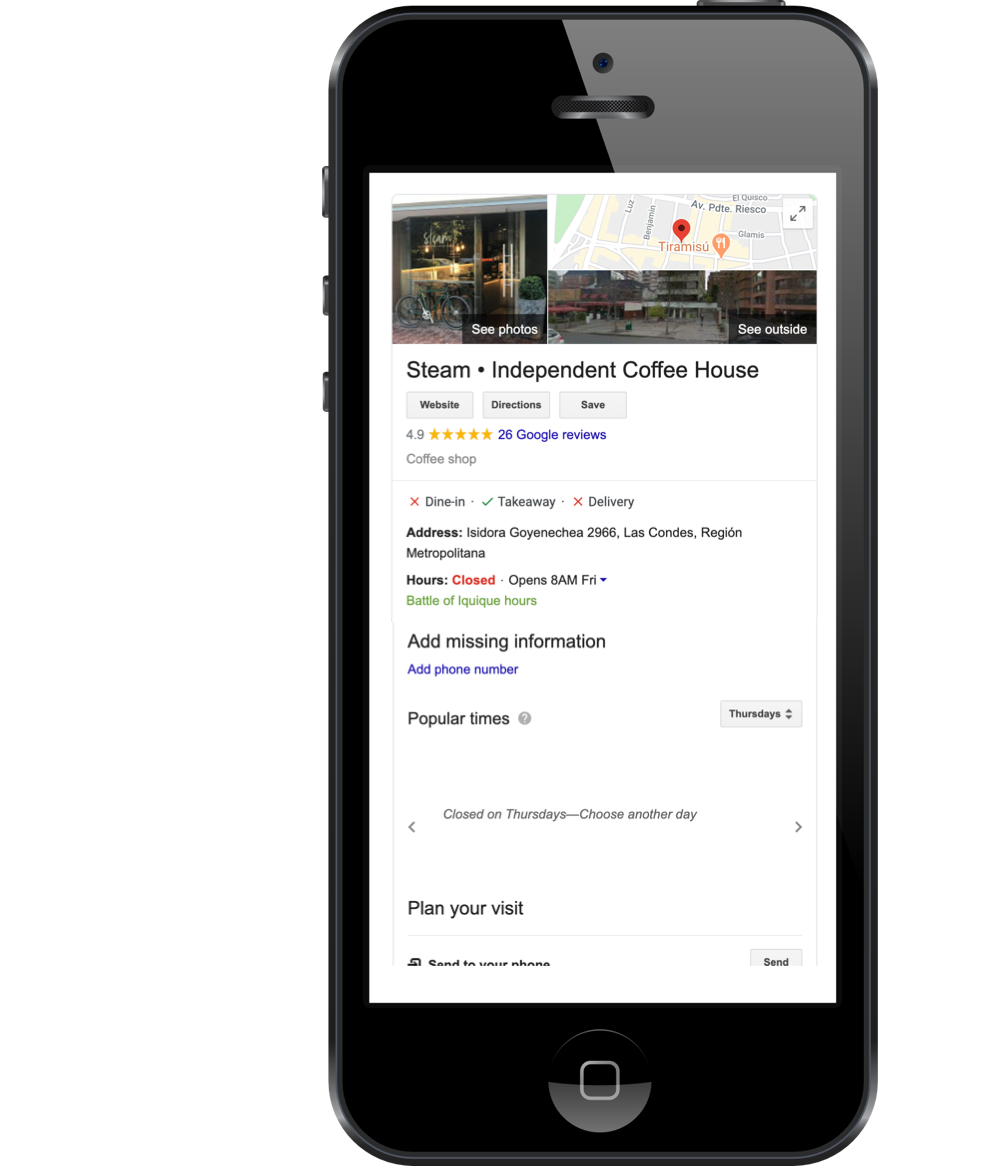 El Quisco
Av. Pdte. Riesco
Luz
Benjamin
Glamis
Tiramisú
steam
See photos
See outside
Steam • Independent Coffee House
Website Directions Save
4.9 26 Google reviews
Coffee shop
Dine-in · Takeaway · Delivery
Address: Isidora Goyenechea 2966, Las Condes, Región
Metropolitana
Hours: Closed · Opens 8AM Fri
Battle of Iquique hours
Add missing information
Add phone number
Popular times ? Thursdays
Closed on Thursdays—Choose another day
Plan your visit
Send to your phone Send